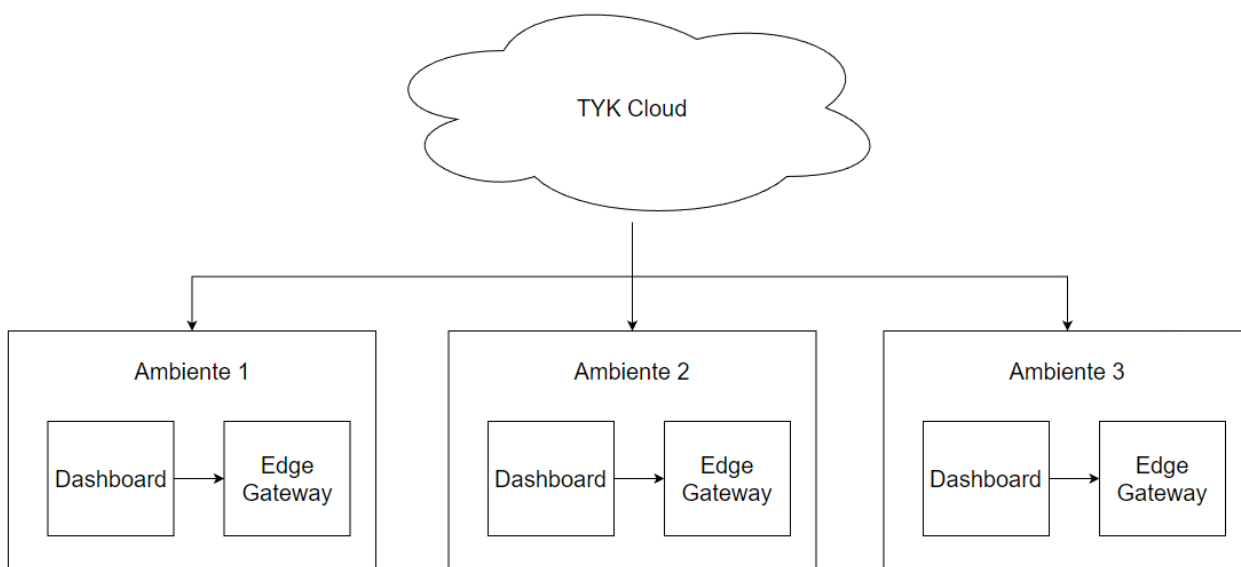 TYK Cloud
Ambiente 1
Ambiente 2
Ambiente 3
Dashboard
Edge
Gateway
Dashboard
Edge
Gateway
Dashboard
Edge
Gateway